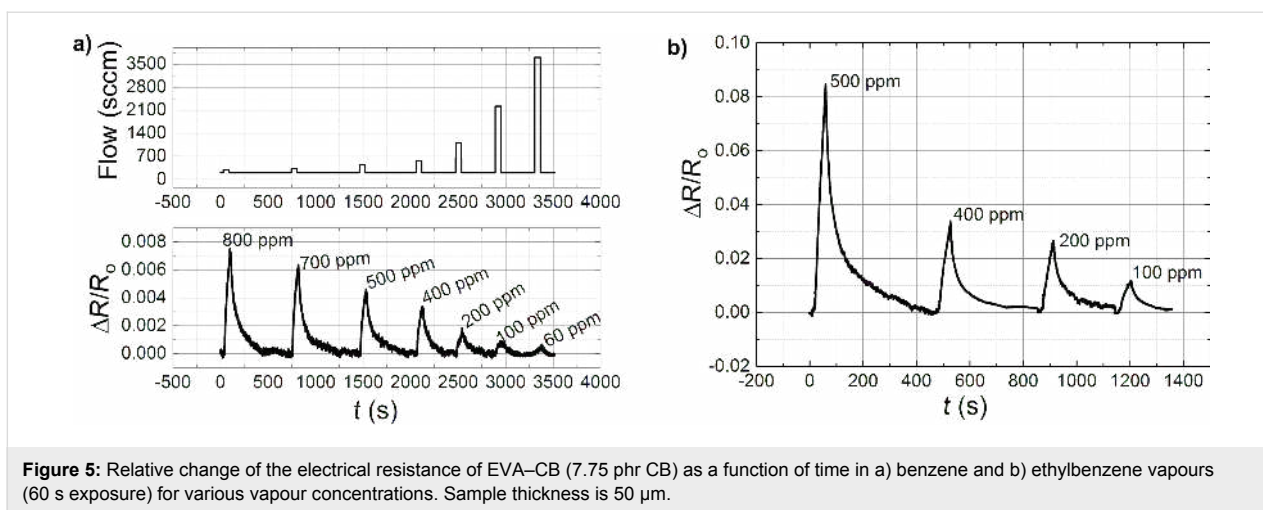 a)
Flow (sccm)
3500
2800
2100
1400
700
0
-500 0 500 1000 1500 2000 2500 3000 3500 4000
ΔR/Rₒ
0.008
0.006
0.004
0.002
0.000
800 ppm
700 ppm
500 ppm
400 ppm
200 ppm
100 ppm
60 ppm
-500 0 500 1000 1500 2000 2500 3000 3500 4000
t (s)
b)
ΔR/Rₒ
0.10
0.08
0.06
0.04
0.02
0.00
-0.02
500 ppm
400 ppm
200 ppm
100 ppm
-200 0 200 400 600 800 1000 1200 1400
t (s)
Figure 5: Relative change of the electrical resistance of EVA–CB (7.75 phr CB) as a function of time in a) benzene and b) ethylbenzene vapours
(60 s exposure) for various vapour concentrations. Sample thickness is 50 µm.